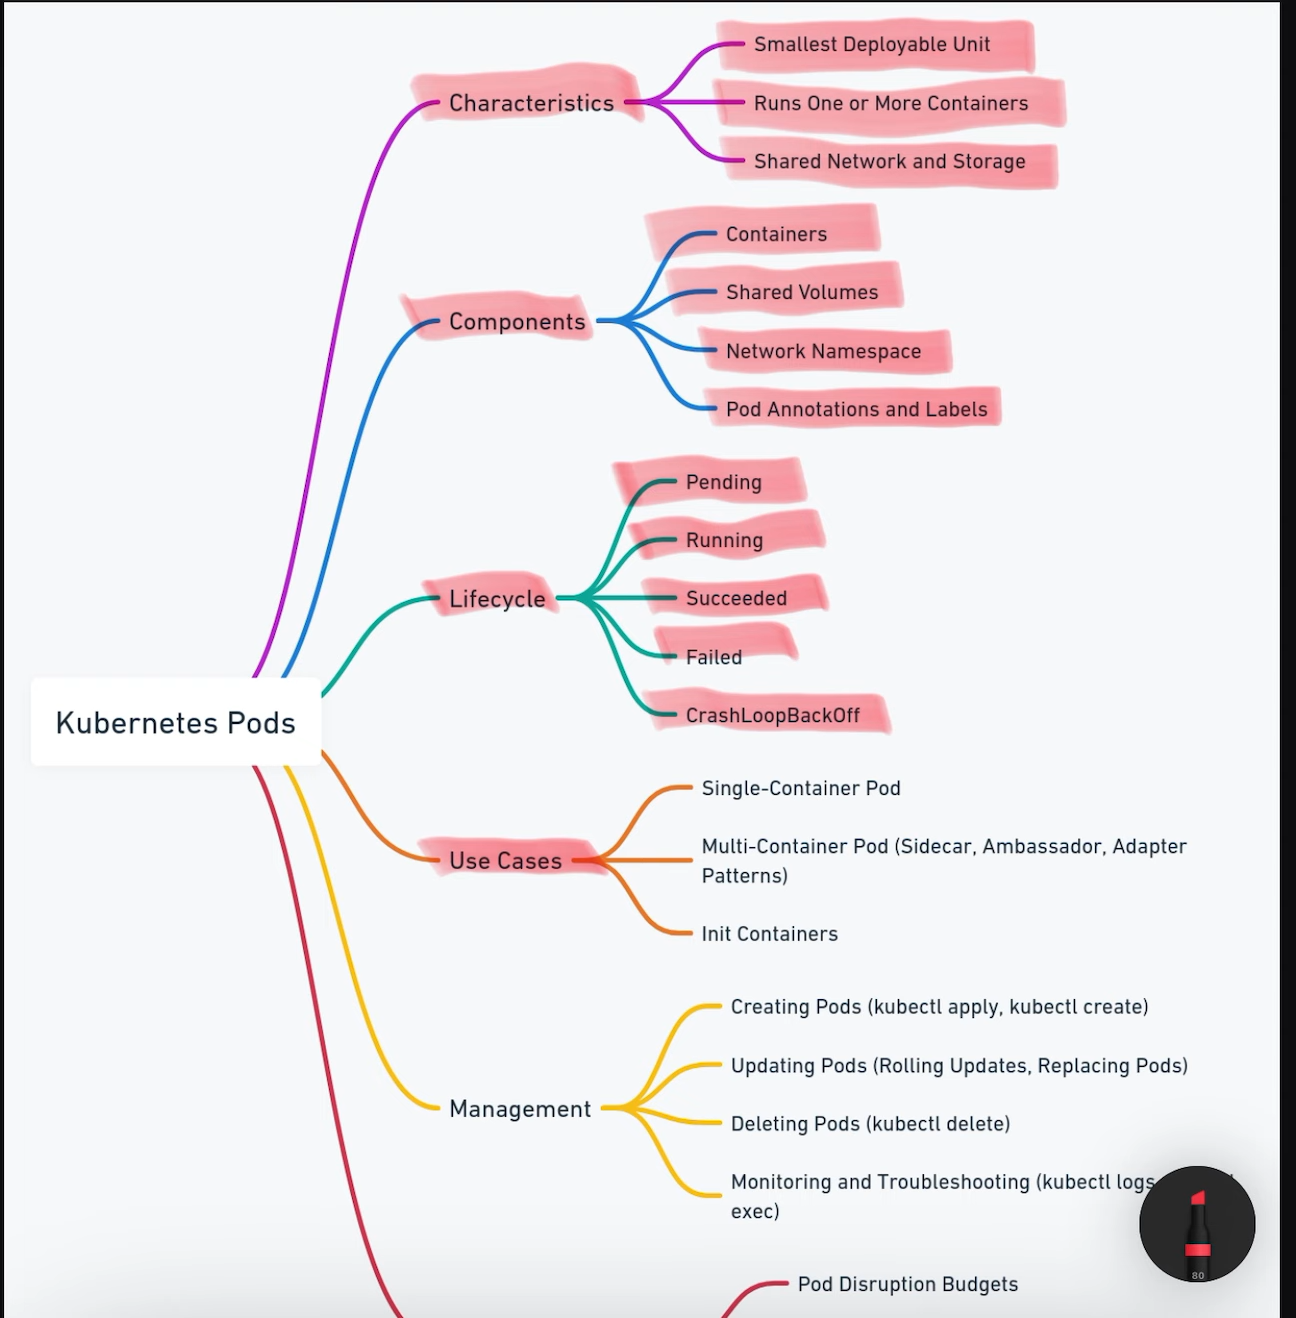 Smallest Deployable Unit
Characteristics
Runs One or More Containers
Shared Network and Storage
Containers
Shared Volumes
Components
Network Namespace
Pod Annotations and Labels
Pending
Running
Lifecycle
Succeeded
Failed
CrashLoopBackOff
Kubernetes Pods
Single-Container Pod
Use Cases
Multi-Container Pod (Sidecar, Ambassador, Adapter
Patterns)
Init Containers
Creating Pods (kubectl apply, kubectl create)
Updating Pods (Rolling Updates, Replacing Pods)
Management
Deleting Pods (kubectl delete)
Monitoring and Troubleshooting (kubectl logs
exec)
80
Pod Disruption Budgets